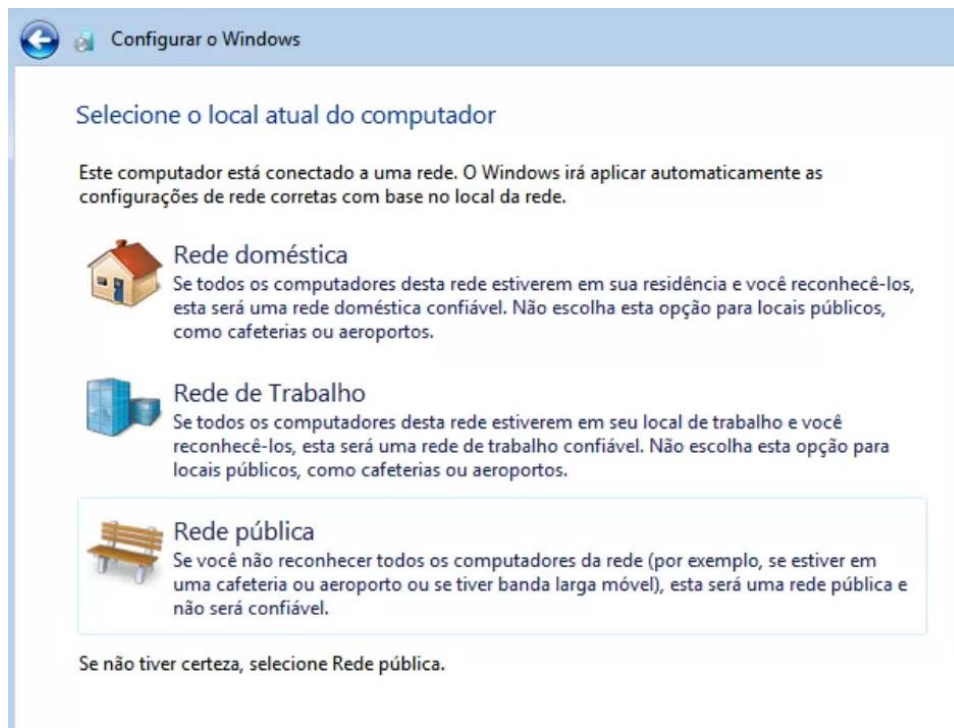 Configurar o Windows
Selecione o local atual do computador
Este computador está conectado a uma rede. O Windows irá aplicar automaticamente as
configurações de rede corretas com base no local da rede.
Rede doméstica
Se todos os computadores desta rede estiverem em sua residência e você reconhecê-los,
esta será uma rede doméstica confiável. Não escolha esta opção para locais públicos,
como cafeterias ou aeroportos.
Rede de Trabalho
Se todos os computadores desta rede estiverem em seu local de trabalho e você
reconhecê-los, esta será uma rede de trabalho confiável. Não escolha esta opção para
locais públicos, como cafeterias ou aeroportos.
Rede pública
Se você não reconhecer todos os computadores da rede (por exemplo, se estiver em
uma cafeteria ou aeroporto ou se tiver banda larga móvel), esta será uma rede pública e
não será confiável.
Se não tiver certeza, selecione Rede pública.